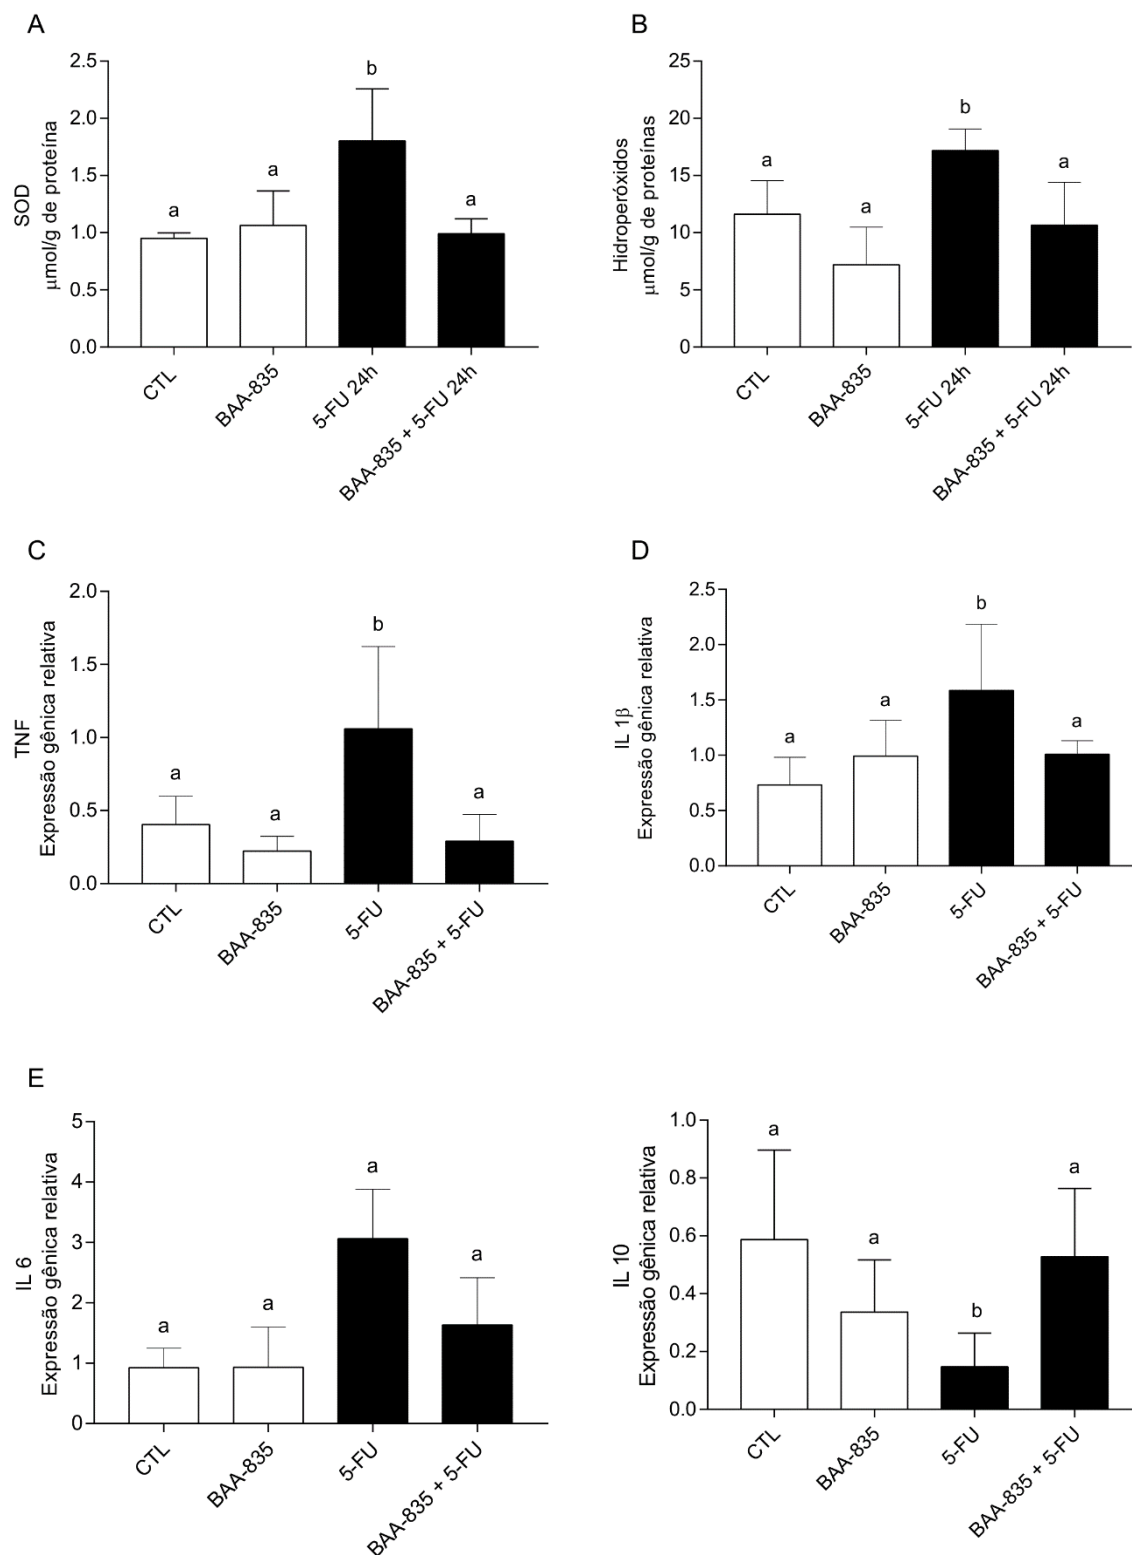 A
SOD
μmol/g de proteína
2.5
2.0
1.5
1.0
0.5
0.0
a
a
b
a
CTL
BAA-835
5-FU 24h
BAA-835 + 5-FU 24h
B
Hidroperóxidos
μmol/g de proteínas
25
20
15
10
5
0
a
a
b
a
CTL
BAA-835
5-FU 24h
BAA-835 + 5-FU 24h
C
TNF
Expressão gênica relativa
2.0
1.5
1.0
0.5
0.0
a
a
b
a
CTL
BAA-835
5-FU
BAA-835 + 5-FU
D
IL 1β
Expressão gênica relativa
2.5
2.0
1.5
1.0
0.5
0.0
a
a
b
a
CTL
BAA-835
5-FU
BAA-835 + 5-FU
E
IL 6
Expressão gênica relativa
5
4
3
2
1
0
a
a
a
a
CTL
BAA-835
5-FU
BAA-835 + 5-FU
IL 10
Expressão gênica relativa
1.0
0.8
0.6
0.4
0.2
0.0
a
a
b
a
CTL
BAA-835
5-FU
BAA-835 + 5-FU